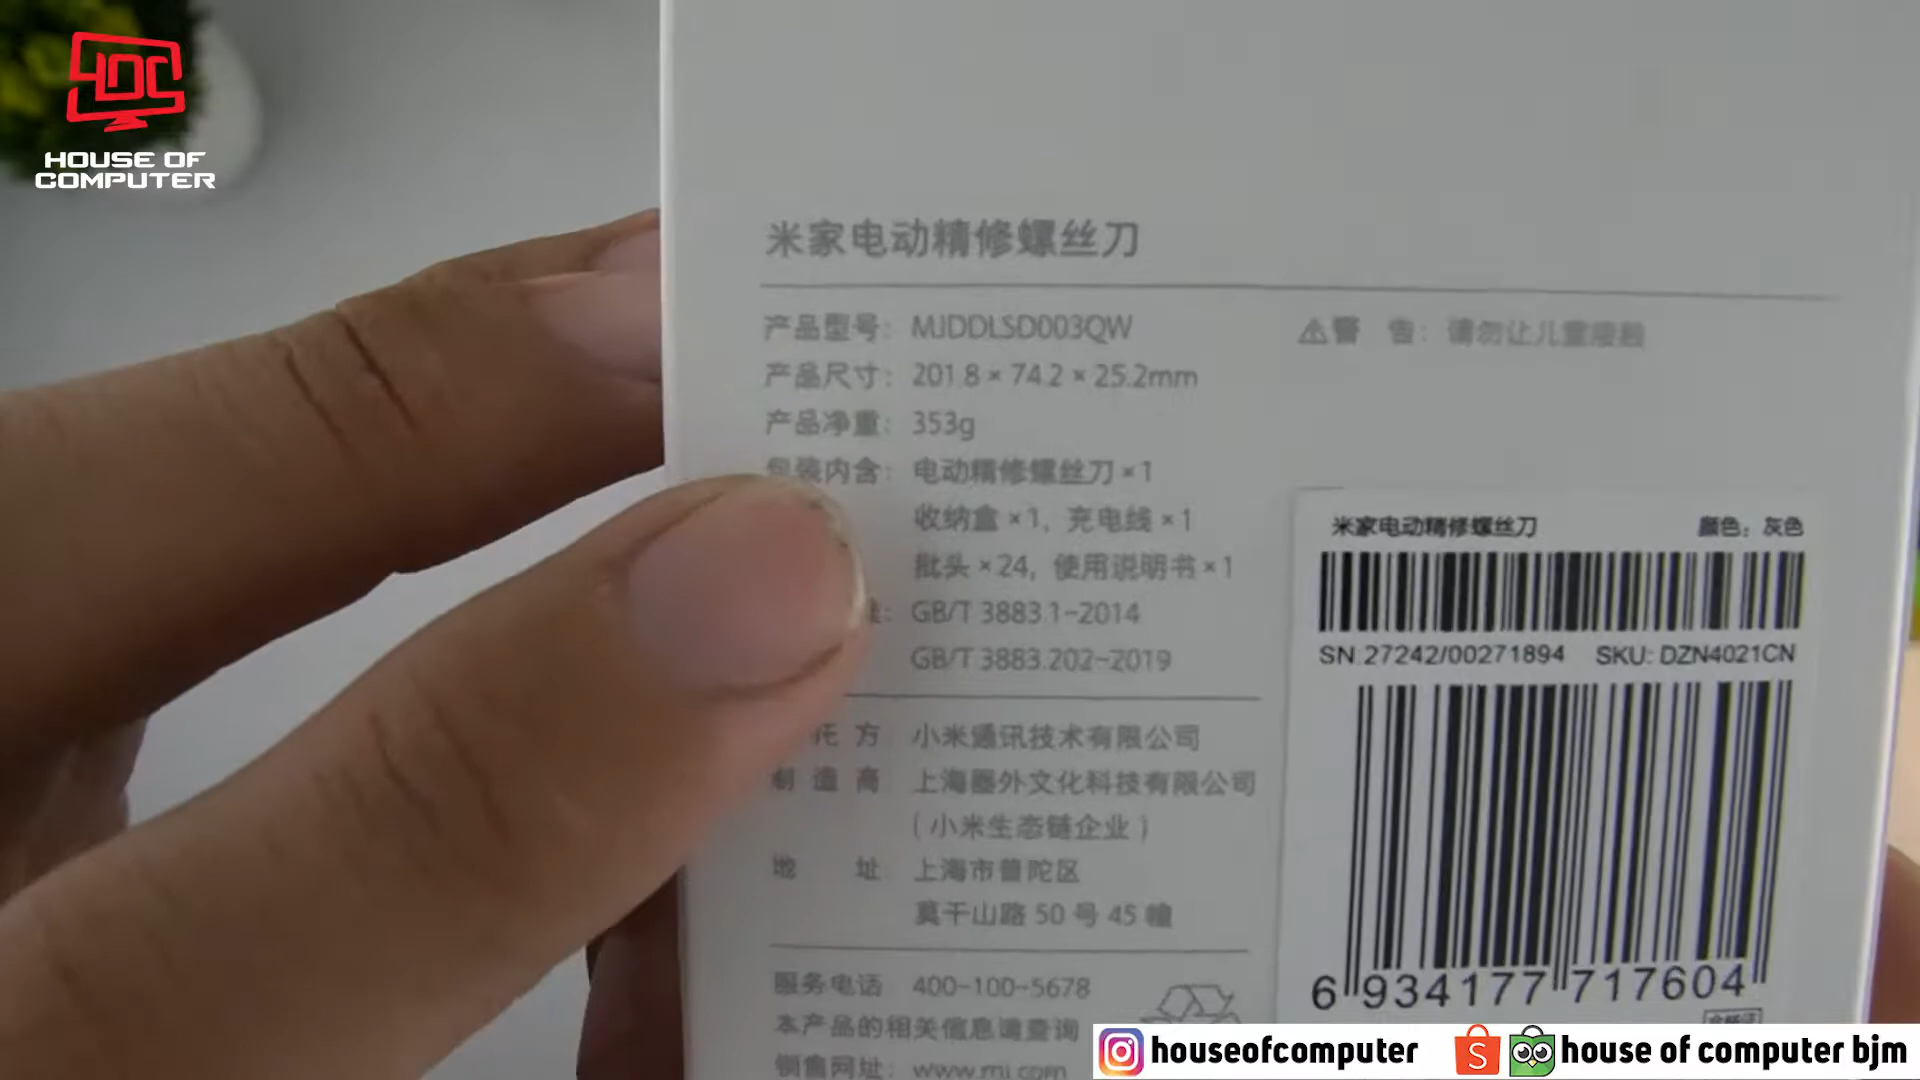 HOUSE OF
COMPUTER
米家电动精修螺丝刀
产品型号: MJDDLSD003QW
产品尺寸: 201.8 × 74.2 × 25.2mm
产品净重: 353g
包装内含: 电动精修螺丝刀 × 1
收纳盒 × 1, 充电线 × 1
批头 × 24, 使用说明书 × 1
GB/T 3883.1-2014
GB/T 3883.202-2019
警 告: 请勿让儿童接触
米家电动精修螺丝刀 颜色: 灰色
SN:27242/00271894 SKU: DZN4021CN
6 934177 717604
托 方 小米通讯技术有限公司
制 造 商 上海器外文化科技有限公司
(小米生态链企业)
地 址: 上海市普陀区
莫干山路 50 号 45 幢
服务电话 400-100-5678
本产品的相关信息请查询
销售网址: www.mi.com
houseofcomputer
house of computer bjm